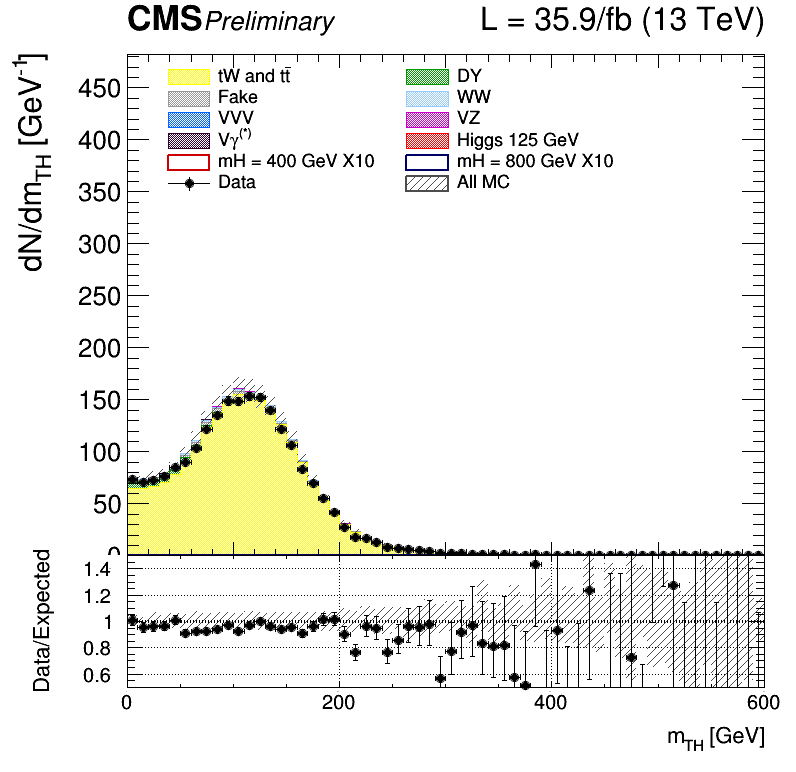 CMS Preliminary L = 35.9/fb (13 TeV)
dN/dm_TH [GeV⁻¹]
tW and tt̄ DY
Fake WW
VVV VZ
Vγ⁽*⁾ Higgs 125 GeV
mH = 400 GeV X10 mH = 800 GeV X10
Data All MC
450
400
350
300
250
200
150
100
50
0
Data/Expected
1.4
1.2
1
0.8
0.6
0 200 400 600
m_TH [GeV]